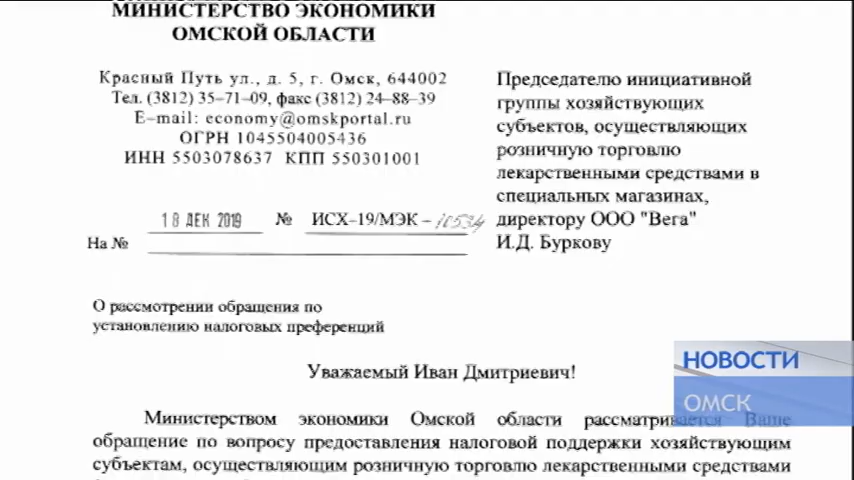 МИНИСТЕРСТВО ЭКОНОМИКИ
ОМСКОЙ ОБЛАСТИ
Красный Путь ул., д. 5, г. Омск, 644002
Тел. (3812) 35–71–09, факс (3812) 24–88–39
E–mail: economy@omskportal.ru
ОГРН 1045504005436
ИНН 5503078637 КПП 550301001
18 ДЕК 2019 № ИСХ–19/МЭК –
На №
Председателю инициативной
группы хозяйствующих
субъектов, осуществляющих
розничную торговлю
лекарственными средствами в
специальных магазинах,
директору ООО "Вега"
И.Д. Буркову
О рассмотрении обращения по
установлению налоговых преференций
Уважаемый Иван Дмитриевич!
Министерством экономики Омской области рассматривается Ваше
обращение по вопросу предоставления налоговой поддержки хозяйствующим
субъектам, осуществляющим розничную торговлю лекарственными средствами
НОВОСТИ
ОМСК